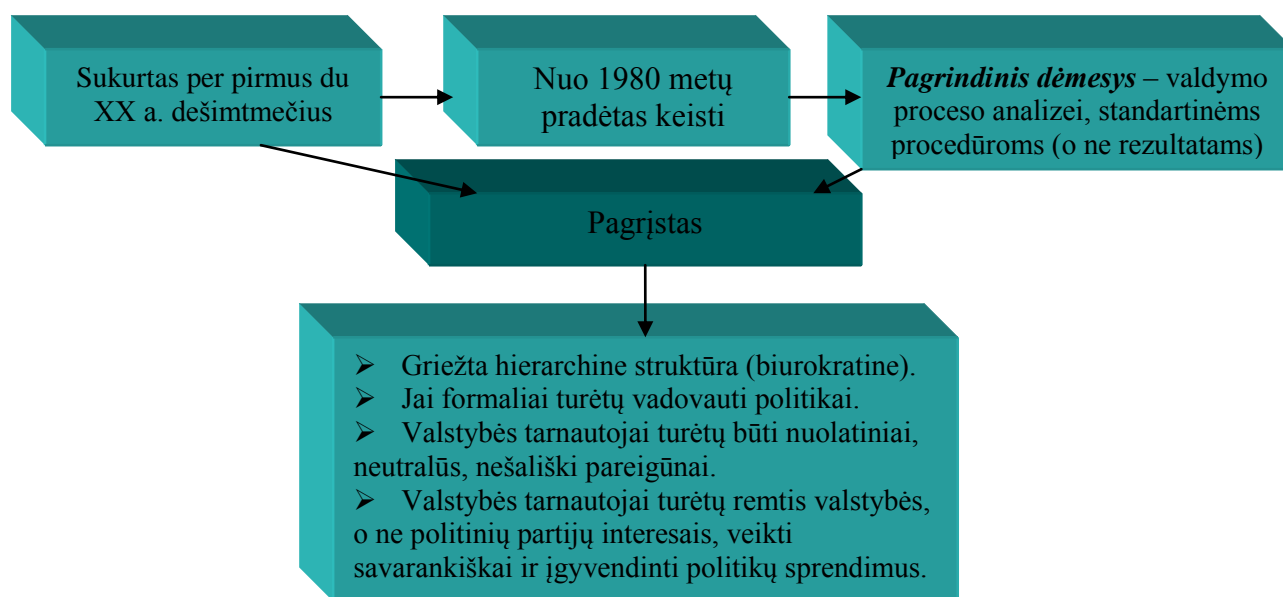 Sukurtas per pirmus du
XX a. dešimtmečius
Nuo 1980 metų
pradėtas keisti
Pagrindinis dėmesys – valdymo
proceso analizei, standartinėms
procedūroms (o ne rezultatams)
Pagrįstas
➢ Griežta hierarchine struktūra (biurokratine).
➢ Jai formaliai turėtų vadovauti politikai.
➢ Valstybės tarnautojai turėtų būti nuolatiniai,
neutralūs, nešališki pareigūnai.
➢ Valstybės tarnautojai turėtų remtis valstybės,
o ne politinių partijų interesais, veikti
savarankiškai ir įgyvendinti politikų sprendimus.